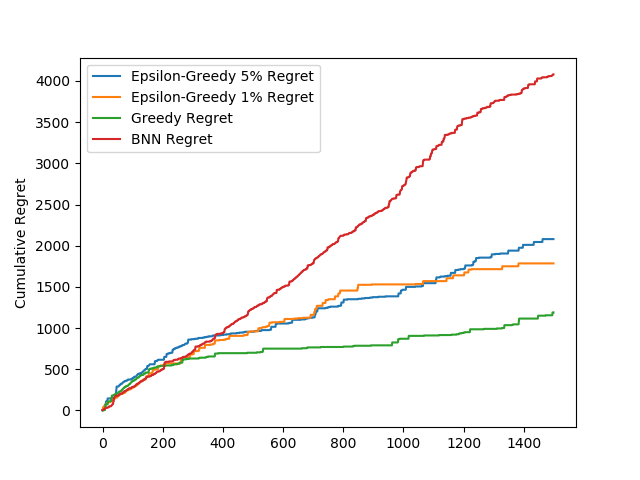 Epsilon-Greedy 5% Regret
Epsilon-Greedy 1% Regret
Greedy Regret
BNN Regret
Cumulative Regret
4000
3500
3000
2500
2000
1500
1000
500
0
0 200 400 600 800 1000 1200 1400